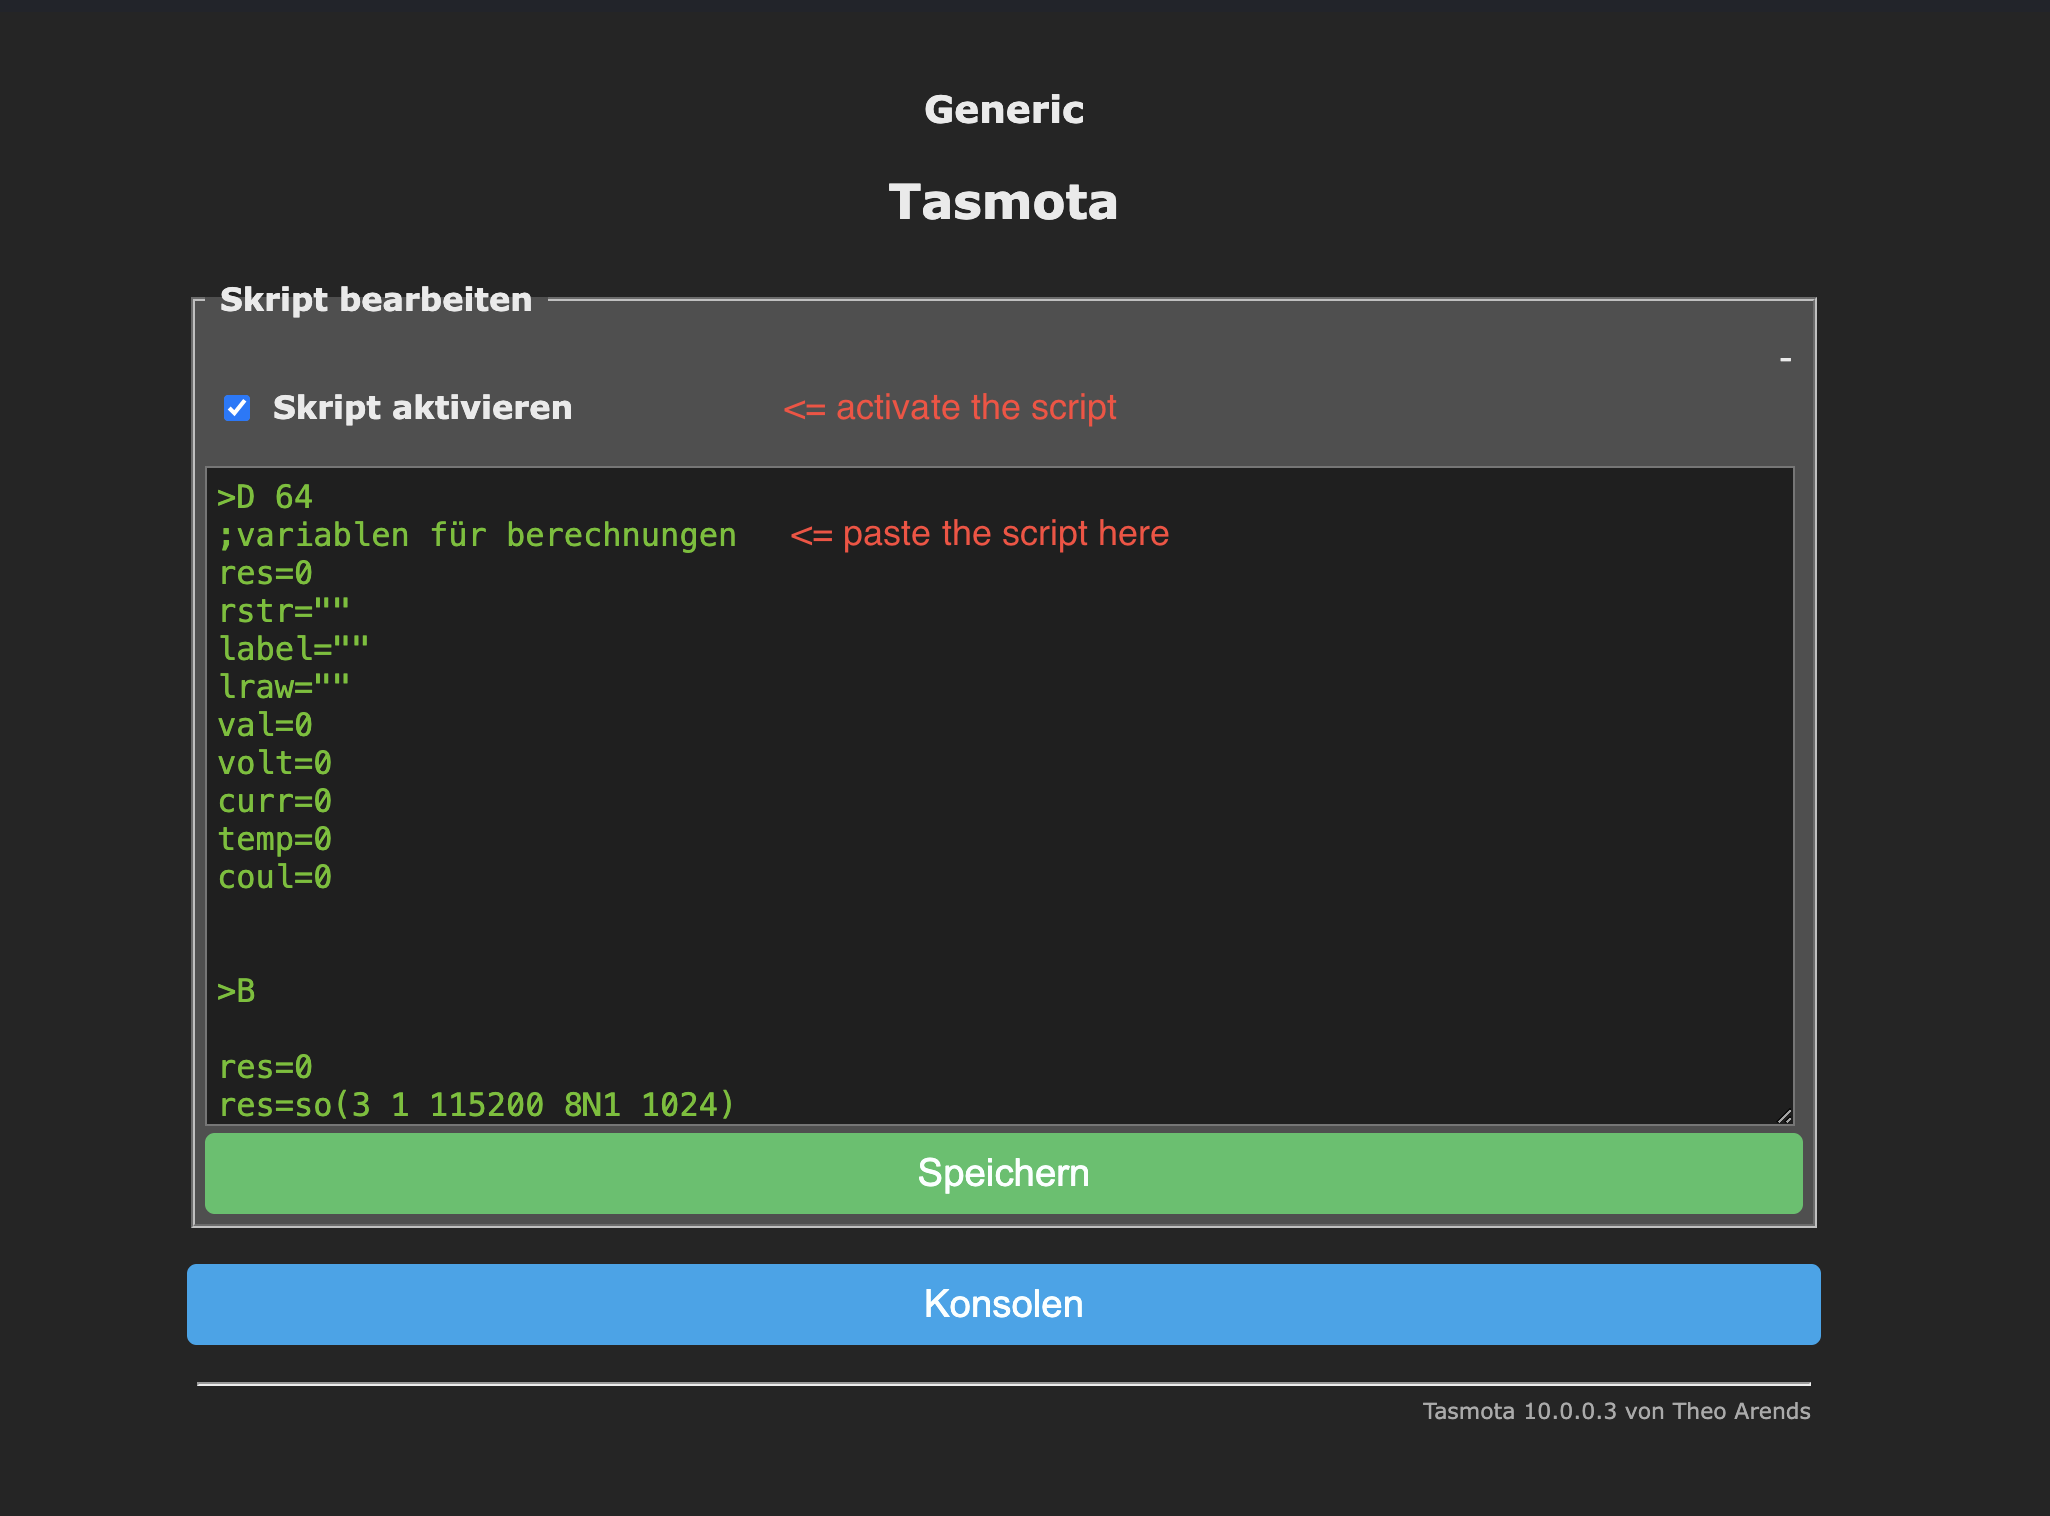 Generic
Tasmota
Skript bearbeiten
-
Skript aktivieren <= activate the script
>D 64
;variablen für berechnungen <= paste the script here
res=0
rstr=""
label=""
lraw=""
val=0
volt=0
curr=0
temp=0
coul=0
>B
res=0
res=so(3 1 115200 8N1 1024)
Speichern
Konsolen
Tasmota 10.0.0.3 von Theo Arends